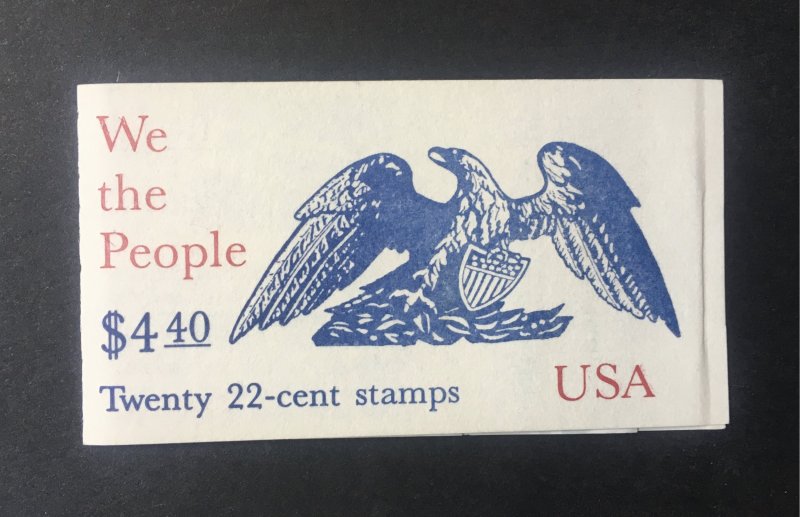 We
the
People
$4 40
Twenty 22-cent stamps
USA